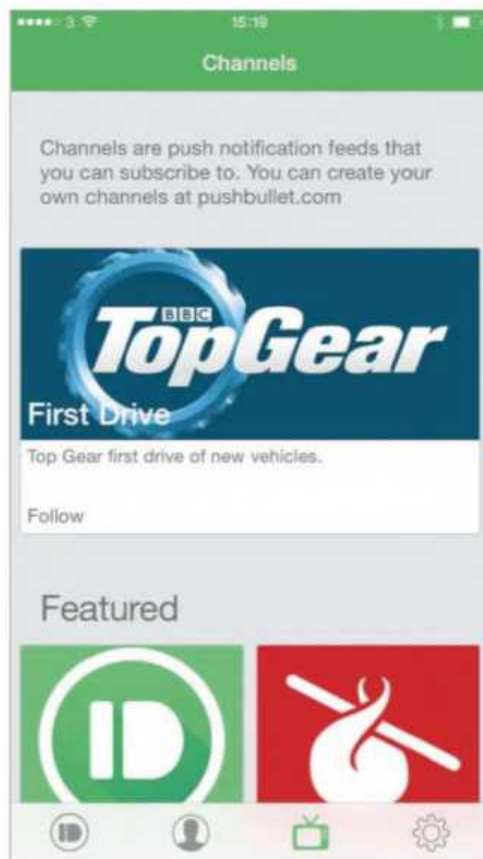 3 15:19
Channels
Channels are push notification feeds that
you can subscribe to. You can create your
own channels at pushbullet.com
BBC
TopGear
First Drive
Top Gear first drive of new vehicles.
Follow
Featured